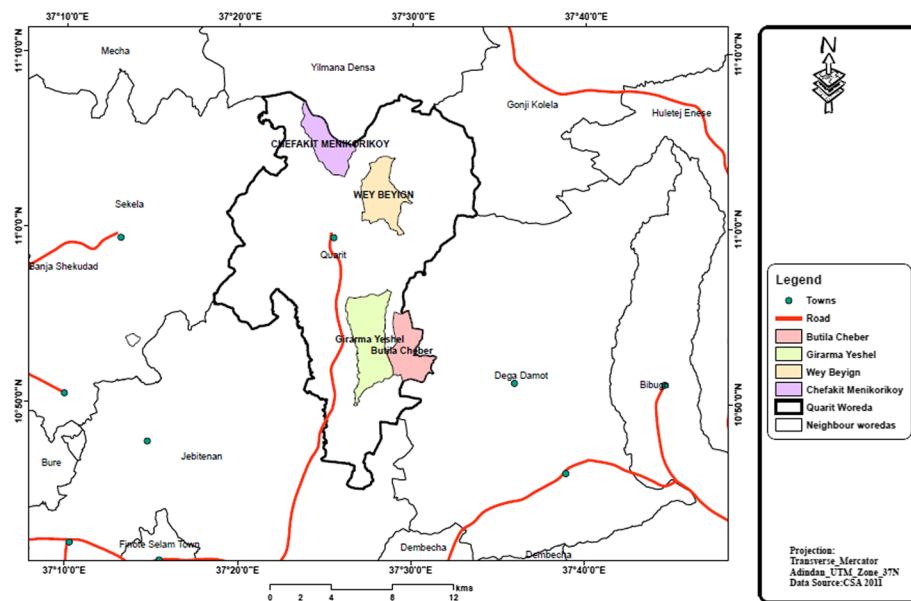 37°10'0"E 37°20'0"E 37°30'0"E 37°40'0"E
11°10'0"N
11°0'0"N
10°50'0"N
Mecha
Yilmana Densa
Gonji Kolela
Huletej Enese
CHEFAKIT MENIKORIKOY
WEY BEYIGN
Sekela
Quarit
Banja Shekudad
Girarma Yeshel
Butila Cheber
Dega Damot
Bibugn
Bure
Jebitenan
Finote Selam Town
Dembecha
Dembecha
11°10'0"N
11°0'0"N
10°50'0"N
37°10'0"E 37°20'0"E 37°30'0"E 37°40'0"E
kms
0 2 4 8 12
N
Legend
Towns
Road
Butila Cheber
Girarma Yeshel
Wey Beyign
Chefakit Menikorikoy
Quarit Woreda
Neighbour woredas
Projection:
Transverse_Mercator
Adindan_UTM_Zone_37N
Data Source:CSA 2011